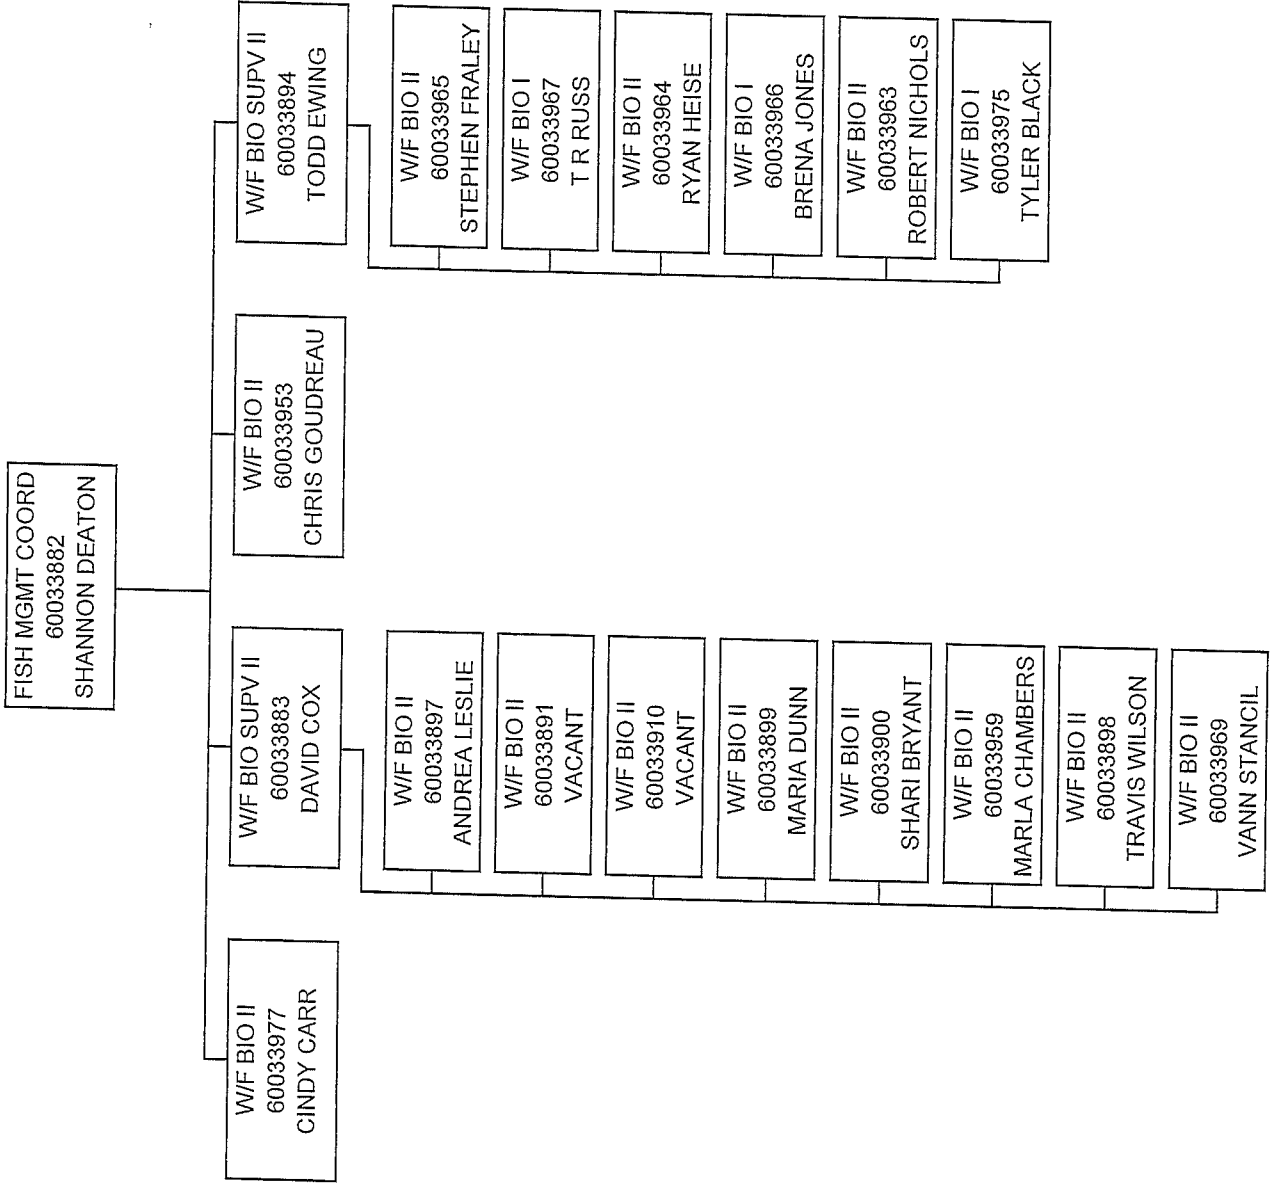 FISH MGMT COORD
60033882
SHANNON DEATON
W/F BIO II
60033977
CINDY CARR
W/F BIO SUPV II
60033883
DAVID COX
W/F BIO II
60033953
CHRIS GOUDREAU
W/F BIO SUPV II
60033894
TODD EWING
W/F BIO II
60033897
ANDREA LESLIE
W/F BIO II
60033891
VACANT
W/F BIO II
60033910
VACANT
W/F BIO II
60033899
MARIA DUNN
W/F BIO II
60033900
SHARI BRYANT
W/F BIO II
60033959
MARLA CHAMBERS
W/F BIO II
60033898
TRAVIS WILSON
W/F BIO II
60033969
VANN STANCIL
W/F BIO II
60033965
STEPHEN FRALEY
W/F BIO I
60033967
T R RUSS
W/F BIO II
60033964
RYAN HEISE
W/F BIO I
60033966
BRENA JONES
W/F BIO II
60033963
ROBERT NICHOLS
W/F BIO I
60033975
TYLER BLACK